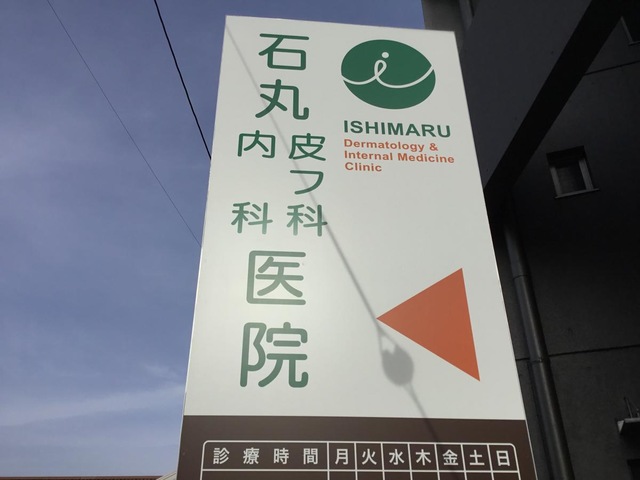 石丸
皮フ科
内科
医院
ISHIMARU
Dermatology &
Internal Medicine
Clinic
診療時間 月 火 水 木 金 土 日